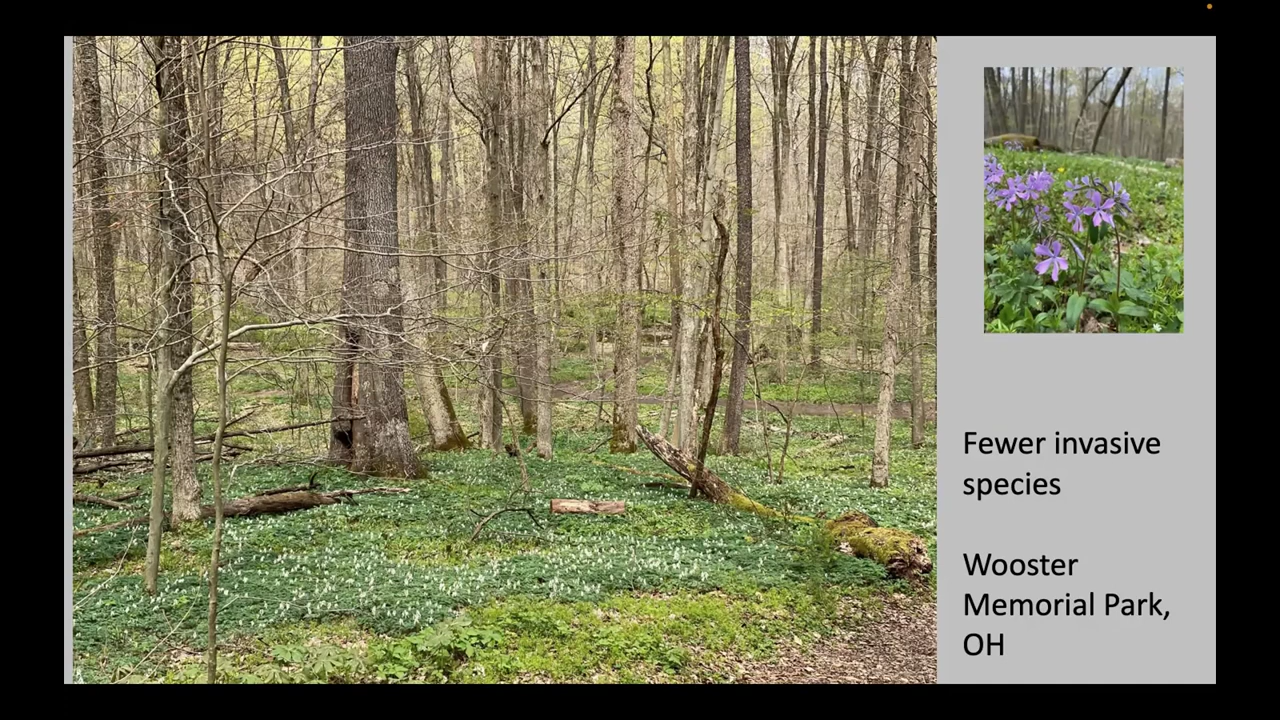 Fewer invasive
species
Wooster
Memorial Park,
OH